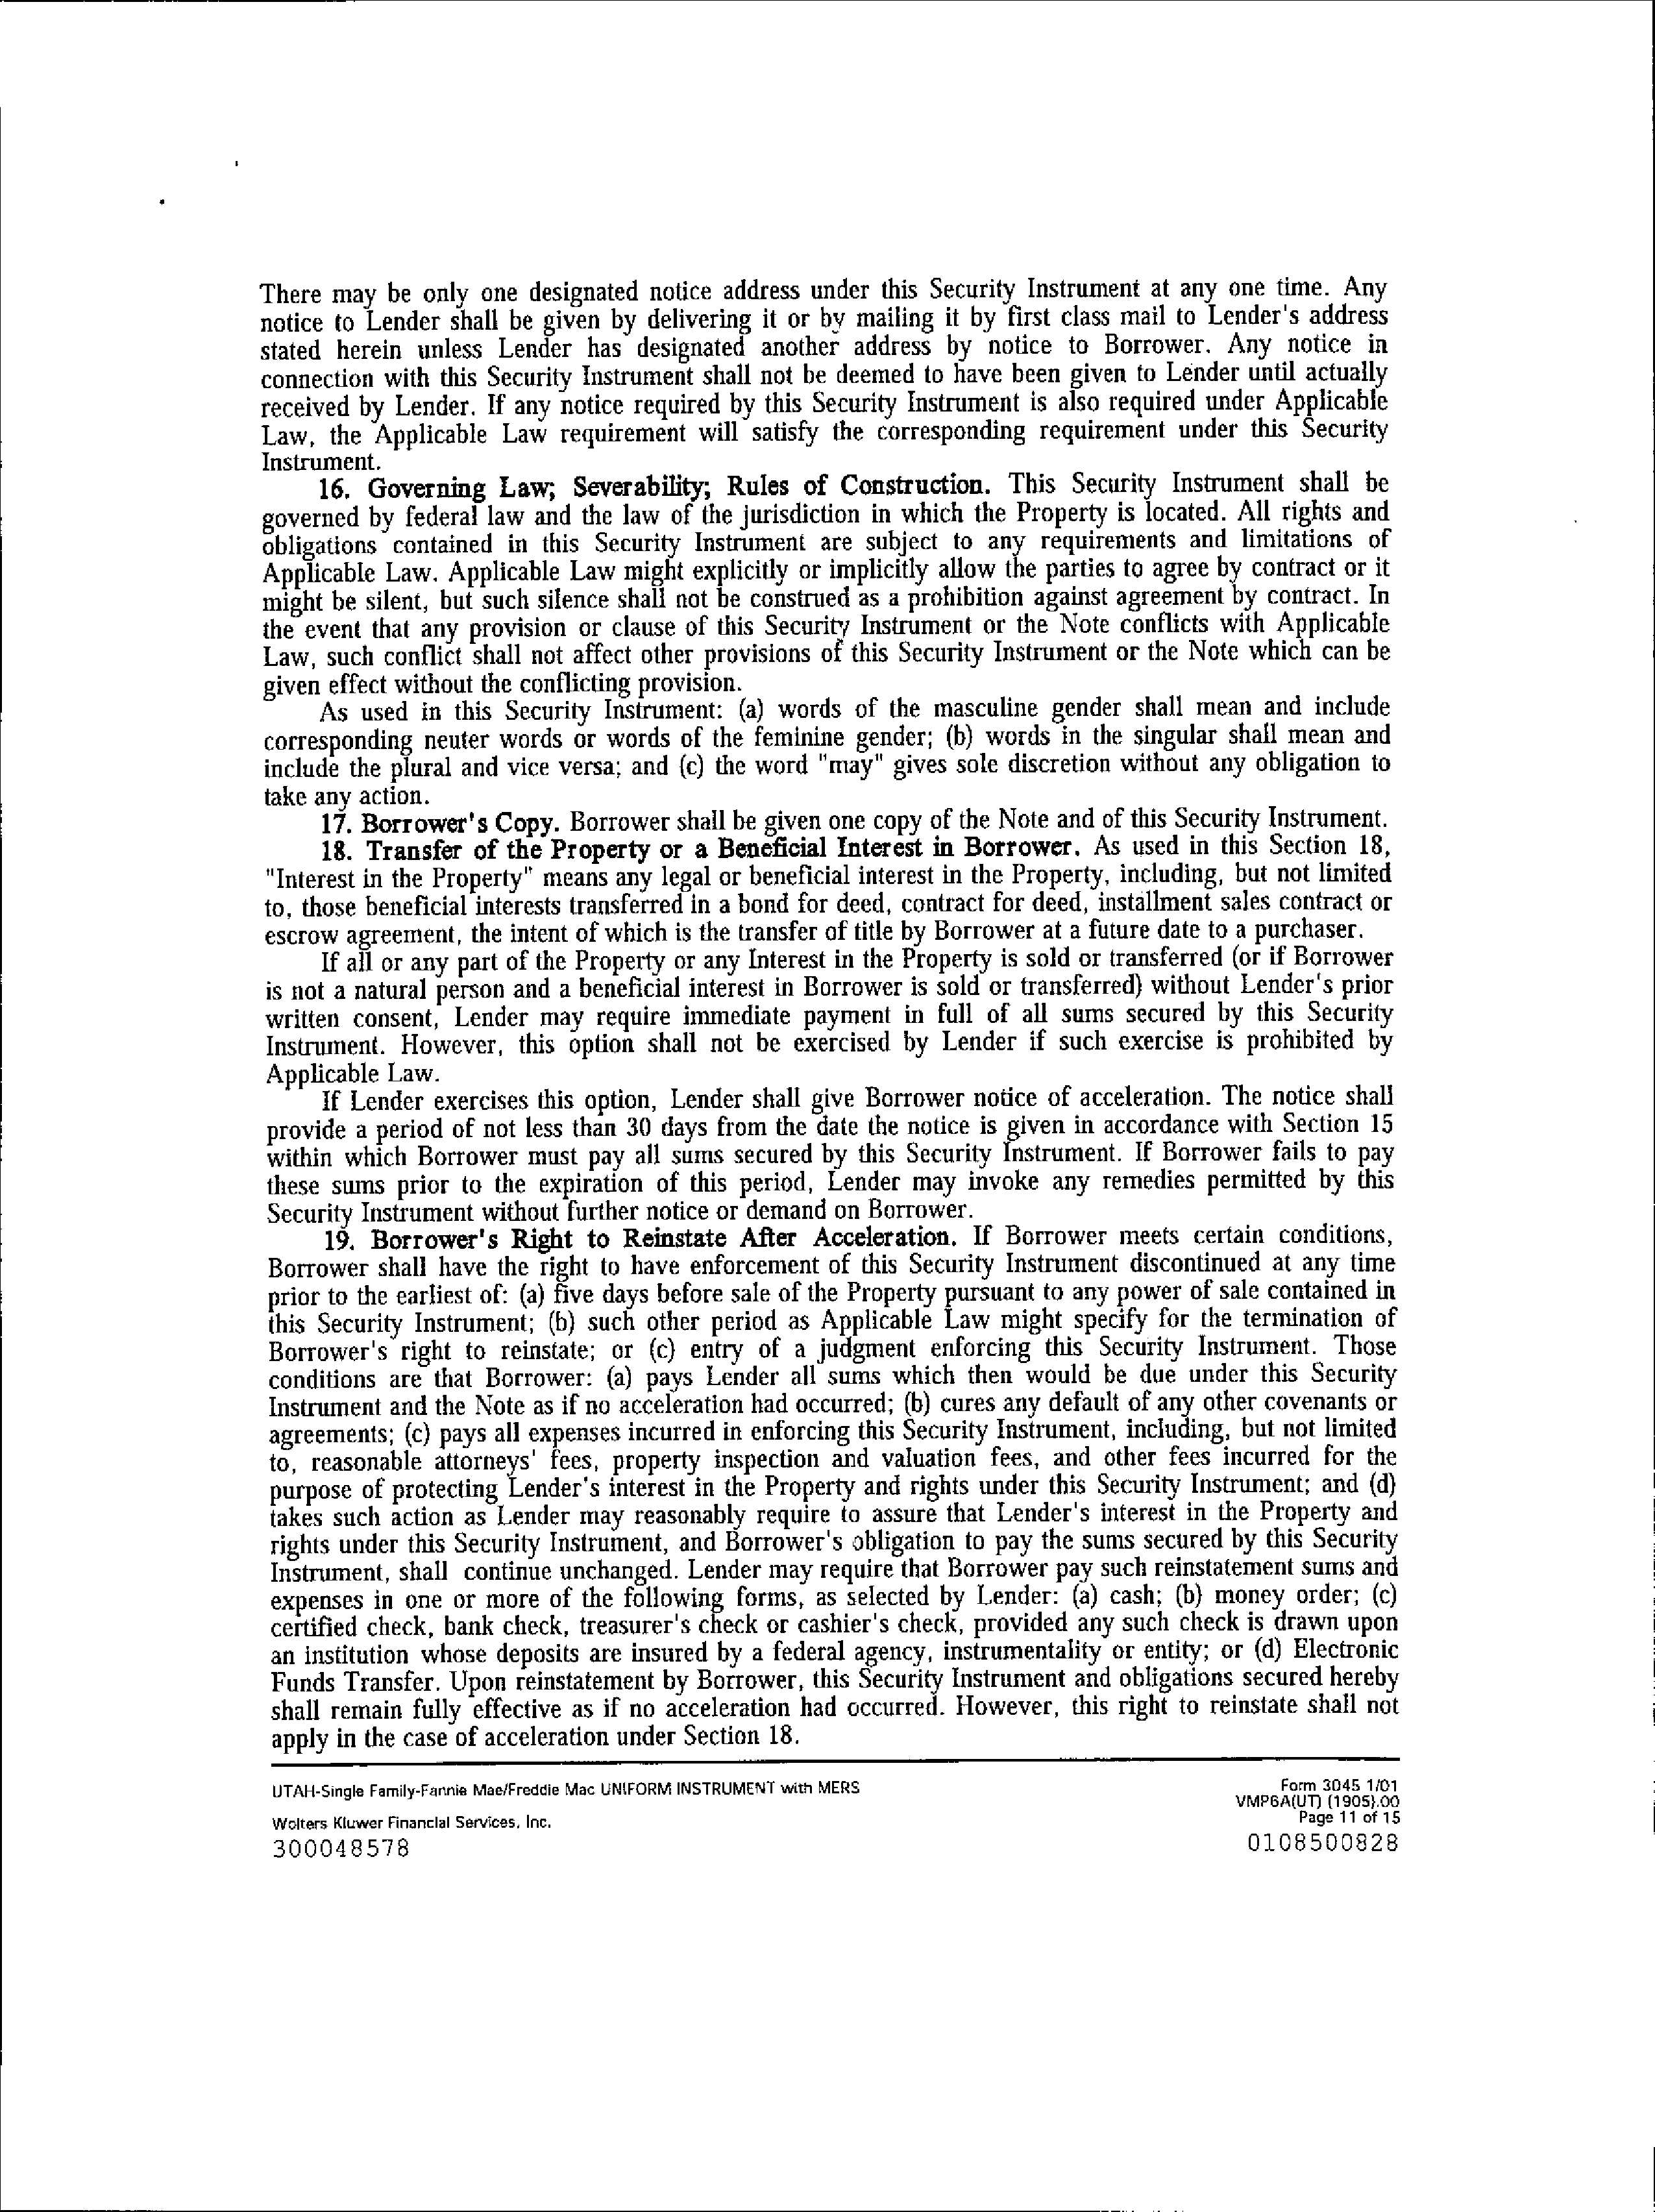 There may be only one designated notice address under this Security Instrument at any one time. Any
notice to Lender shall be given by delivering it or by mailing it by first class mail to Lender's address
stated herein unless Lender has designated another address by notice to Borrower. Any notice in
connection with this Security Instrument shall not be deemed to have been given to Lender until actually
received by Lender. If any notice required by this Security Instrument is also required under Applicable
Law, the Applicable Law requirement will satisfy the corresponding requirement under this Security
Instrument.
16. Governing Law; Severability; Rules of Construction. This Security Instrument shall be
governed by federal law and the law of the jurisdiction in which the Property is located. All rights and
obligations contained in this Security Instrument are subject to any requirements and limitations of
Applicable Law. Applicable Law might explicitly or implicitly allow the parties to agree by contract or it
might be silent, but such silence shall not be construed as a prohibition against agreement by contract. In
the event that any provision or clause of this Security Instrument or the Note conflicts with Applicable
Law, such conflict shall not affect other provisions of this Security Instrument or the Note which can be
given effect without the conflicting provision.
As used in this Security Instrument: (a) words of the masculine gender shall mean and include
corresponding neuter words or words of the feminine gender; (b) words in the singular shall mean and
include the plural and vice versa; and (c) the word "may" gives sole discretion without any obligation to
take any action.
17. Borrower's Copy. Borrower shall be given one copy of the Note and of this Security Instrument.
18. Transfer of the Property or a Beneficial Interest in Borrower. As used in this Section 18,
"Interest in the Property" means any legal or beneficial interest in the Property, including, but not limited
to, those beneficial interests transferred in a bond for deed, contract for deed, installment sales contract or
escrow agreement, the intent of which is the transfer of title by Borrower at a future date to a purchaser.
If all or any part of the Property or any Interest in the Property is sold or transferred (or if Borrower
is not a natural person and a beneficial interest in Borrower is sold or transferred) without Lender's prior
written consent, Lender may require immediate payment in full of all sums secured by this Security
Instrument. However, this option shall not be exercised by Lender if such exercise is prohibited by
Applicable Law.
If Lender exercises this option, Lender shall give Borrower notice of acceleration. The notice shall
provide a period of not less than 30 days from the date the notice is given in accordance with Section 15
within which Borrower must pay all sums secured by this Security Instrument. If Borrower fails to pay
these sums prior to the expiration of this period, Lender may invoke any remedies permitted by this
Security Instrument without further notice or demand on Borrower.
19. Borrower's Right to Reinstate After Acceleration. If Borrower meets certain conditions,
Borrower shall have the right to have enforcement of this Security Instrument discontinued at any time
prior to the earliest of: (a) five days before sale of the Property pursuant to any power of sale contained in
this Security Instrument; (b) such other period as Applicable Law might specify for the termination of
Borrower's right to reinstate; or (c) entry of a judgment enforcing this Security Instrument. Those
conditions are that Borrower: (a) pays Lender all sums which then would be due under this Security
Instrument and the Note as if no acceleration had occurred; (b) cures any default of any other covenants or
agreements; (c) pays all expenses incurred in enforcing this Security Instrument, including, but not limited
to, reasonable attorneys' fees, property inspection and valuation fees, and other fees incurred for the
purpose of protecting Lender's interest in the Property and rights under this Security Instrument; and (d)
takes such action as Lender may reasonably require to assure that Lender's interest in the Property and
rights under this Security Instrument, and Borrower's obligation to pay the sums secured by this Security
Instrument, shall continue unchanged. Lender may require that Borrower pay such reinstatement sums and
expenses in one or more of the following forms, as selected by Lender: (a) cash; (b) money order; (c)
certified check, bank check, treasurer's check or cashier's check, provided any such check is drawn upon
an institution whose deposits are insured by a federal agency, instrumentality or entity; or (d) Electronic
Funds Transfer. Upon reinstatement by Borrower, this Security Instrument and obligations secured hereby
shall remain fully effective as if no acceleration had occurred. However, this right to reinstate shall not
apply in the case of acceleration under Section 18.
UTAH-Single Family-Fannie Mae/Freddie Mac UNIFORM INSTRUMENT with MERS
Form 3045 1/01
VMP6A(UT) (1905).00
Wolters Kluwer Financial Services, Inc.
Page 11 of 15
300048578
0108500828